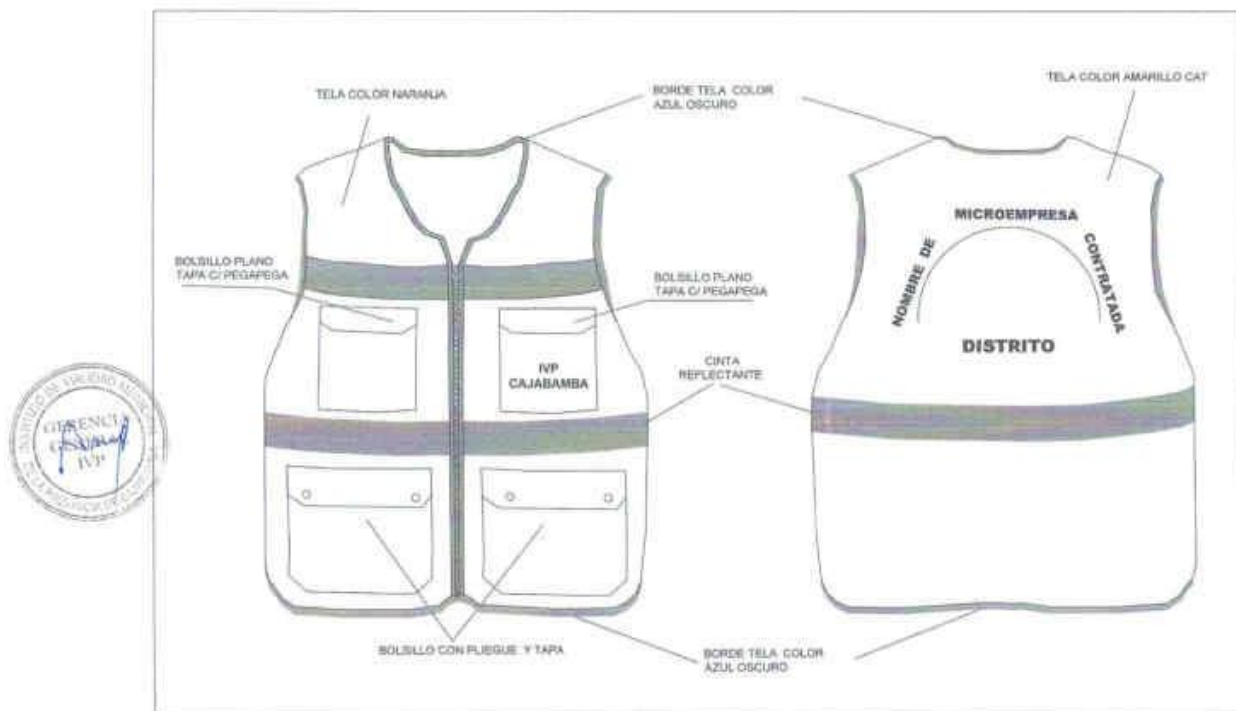 TELA COLOR NARANJA
BORDE TELA COLOR
AZUL OSCURO
TELA COLOR AMARILLO CAT
BOLSILLO PLANO
TAPA C/ PEGAPEGA
BOLSILLO PLANO
TAPA C/ PEGAPEGA
IVP
CAJABAMBA
CINTA
REFLECTANTE
NOMBRE DE
MICROEMPRESA
CONTRATADA
DISTRITO
BOLSILLO CON PLIEGUE Y TAPA
BORDE TELA COLOR
AZUL OSCURO
IVP